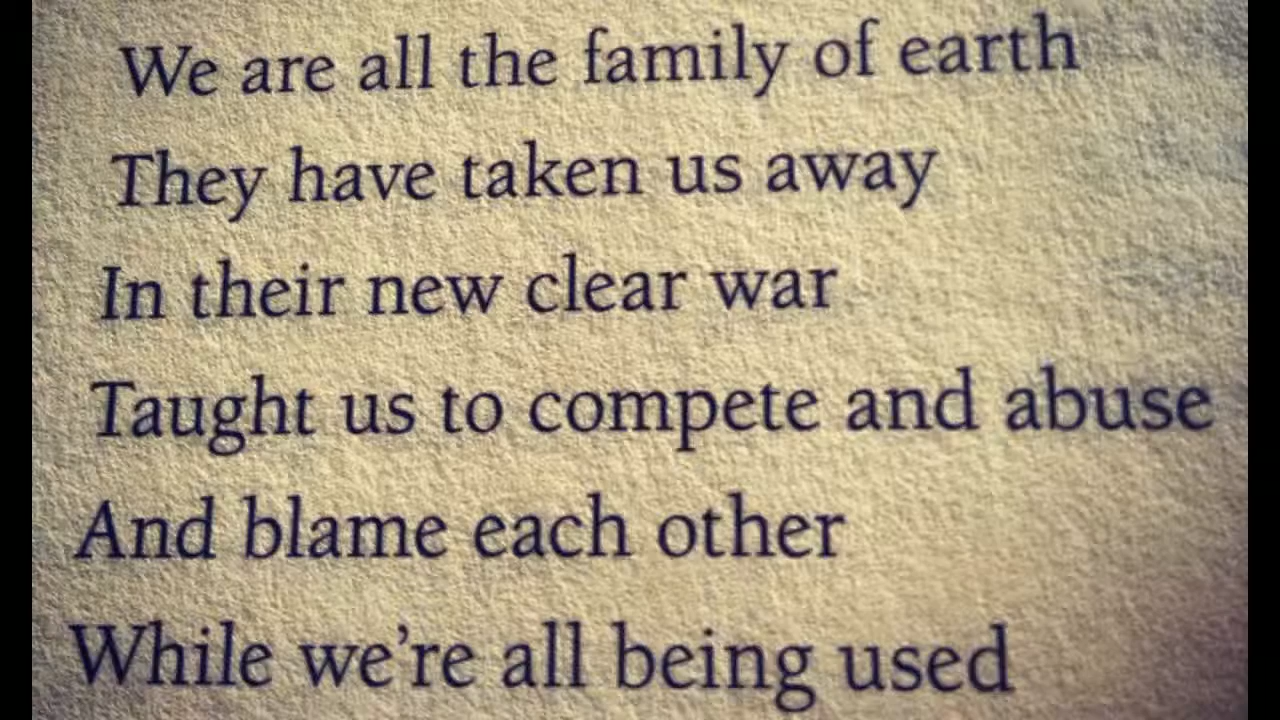 We are all the family of earth
They have taken us away
In their new clear war
Taught us to compete and abuse
And blame each other
While we’re all being used